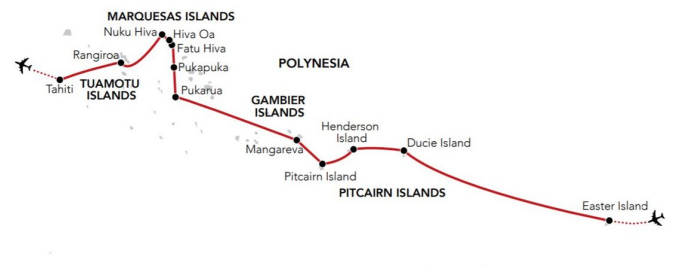 MARQUESAS ISLANDS
Nuku Hiva
Hiva Oa
Fatu Hiva
Rangiroa
Pukapuka
POLYNESIA
Tahiti
TUAMOTU
ISLANDS
Pukarua
GAMBIER
ISLANDS
Henderson
Island
Ducie Island
Mangareva
Pitcairn Island
PITCAIRN ISLANDS
Easter Island